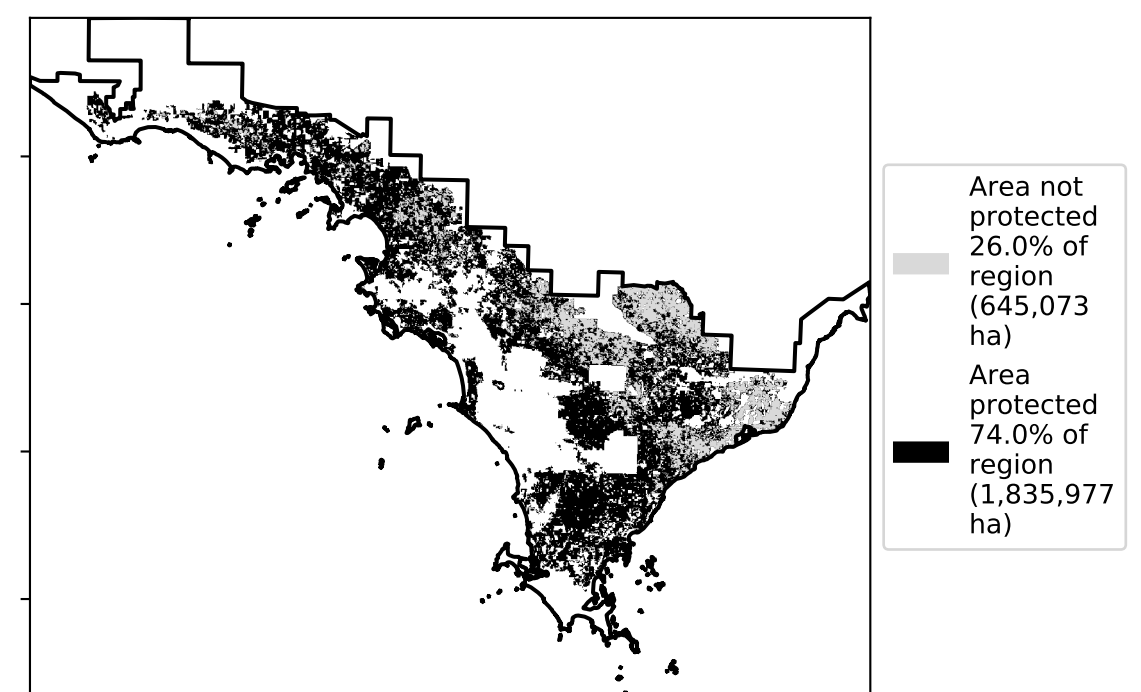 Area not
protected
26.0% of
region
(645,073
ha)
Area
protected
74.0% of
region
(1,835,977
ha)